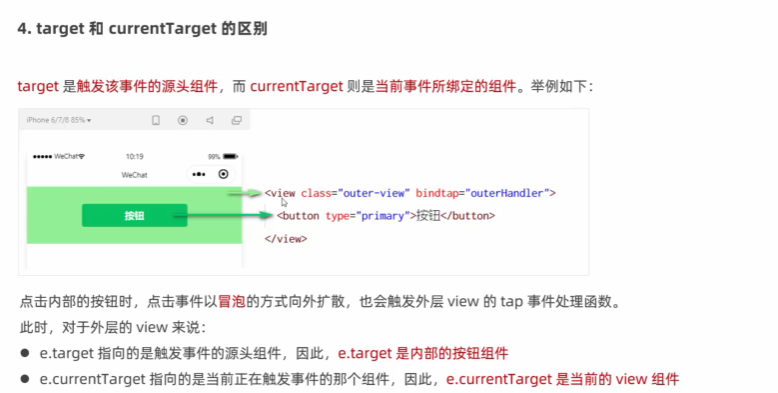 4. target 和 currentTarget 的区别
target 是触发该事件的源头组件，而 currentTarget 则是当前事件所绑定的组件。举例如下：
iPhone 6/7/8 85%
WeChat 10:19 99%
WeChat
按钮
<view class="outer-view" bindtap="outerHandler">
<button type="primary">按钮</button>
</view>
点击内部的按钮时，点击事件以冒泡的方式向外扩散，也会触发外层 view 的 tap 事件处理函数。
此时，对于外层的 view 来说：
● e.target 指向的是触发事件的源头组件，因此，e.target 是内部的按钮组件
● e.currentTarget 指向的是当前正在触发事件的那个组件，因此，e.currentTarget 是当前的 view 组件